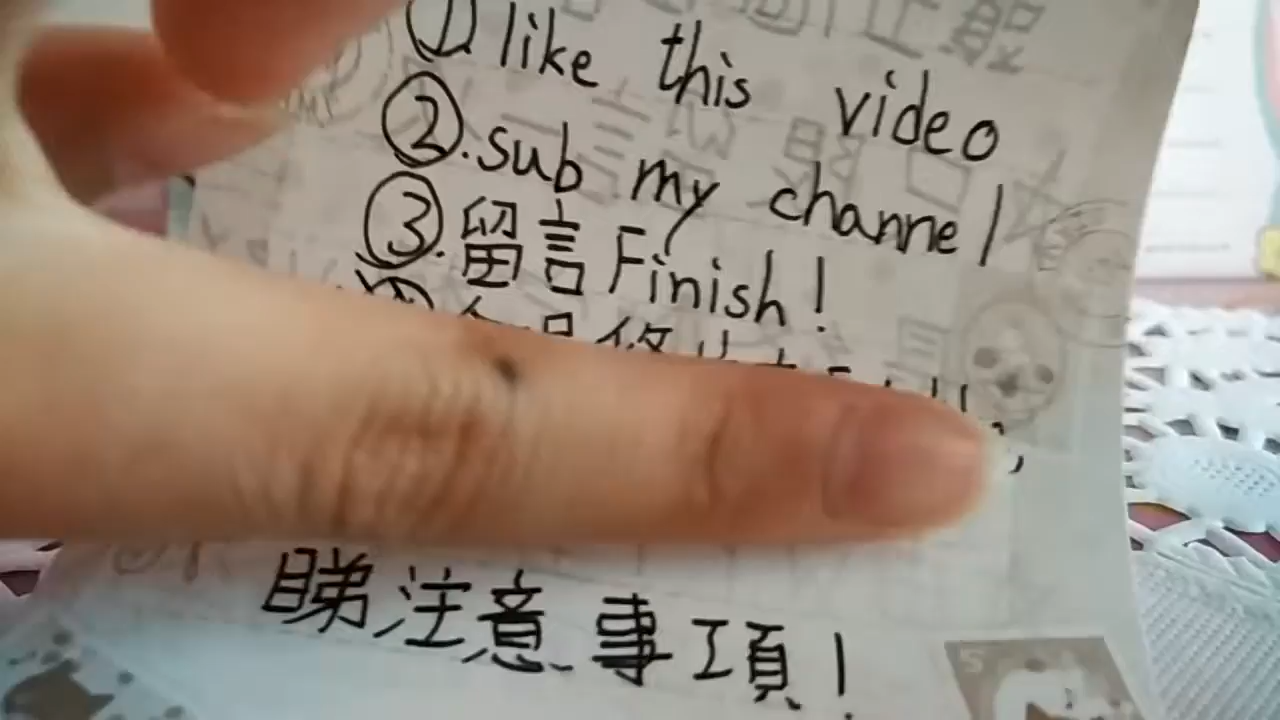 ①. like this video
②. sub my channel
③. 留言 Finish!
睇注意事項!